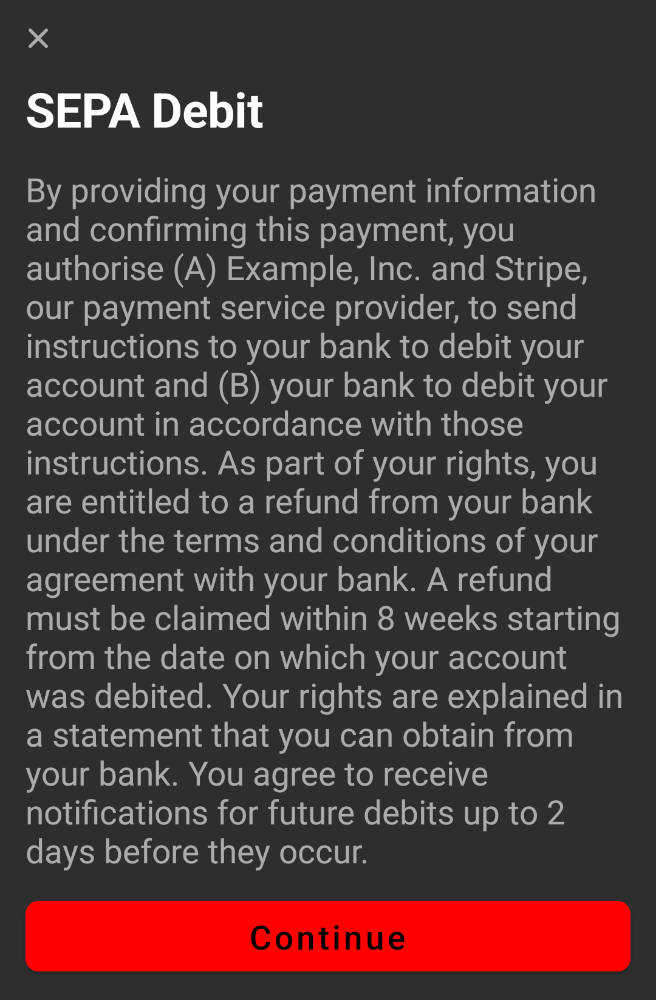 SEPA Debit
By providing your payment information
and confirming this payment, you
authorise (A) Example, Inc. and Stripe,
our payment service provider, to send
instructions to your bank to debit your
account and (B) your bank to debit your
account in accordance with those
instructions. As part of your rights, you
are entitled to a refund from your bank
under the terms and conditions of your
agreement with your bank. A refund
must be claimed within 8 weeks starting
from the date on which your account
was debited. Your rights are explained in
a statement that you can obtain from
your bank. You agree to receive
notifications for future debits up to 2
days before they occur.
Continue